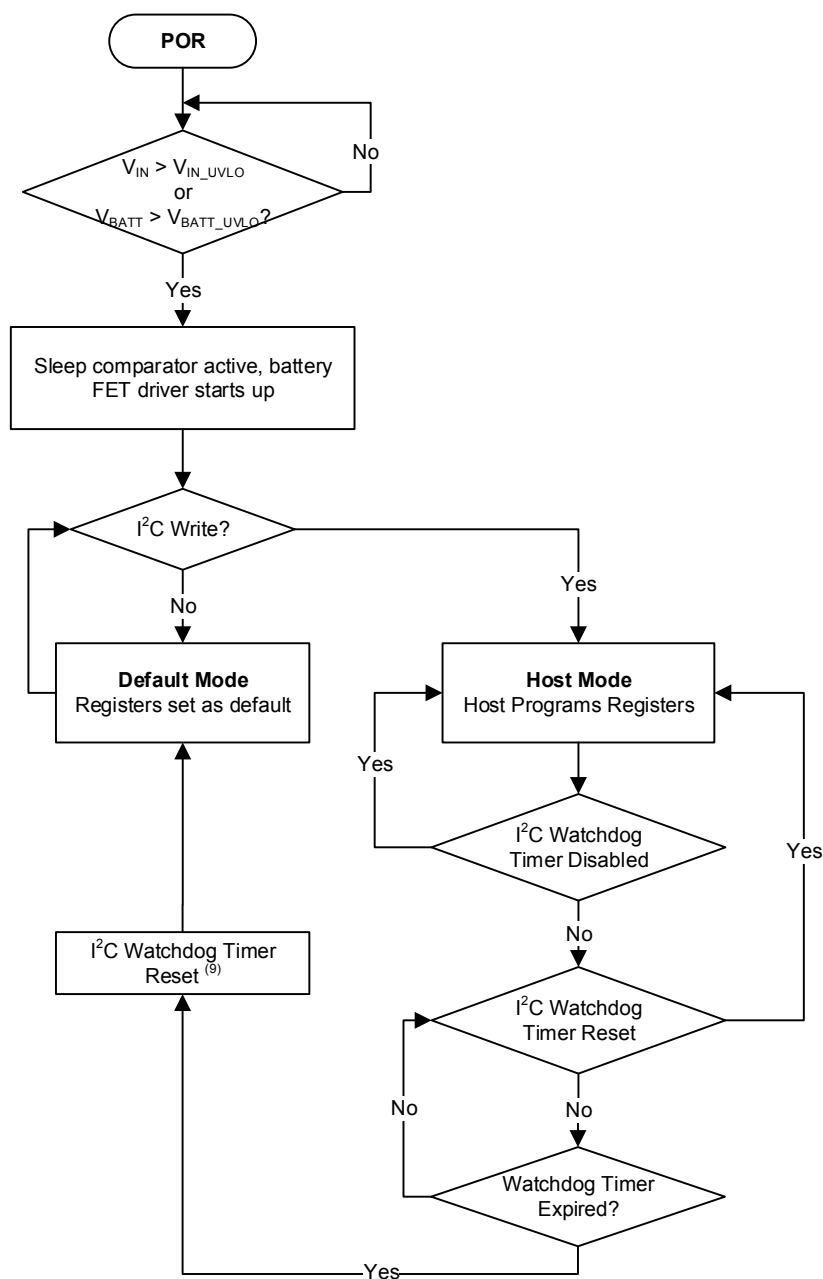 POR
No
V_IN > V_IN_UVLO
or
V_BATT > V_BATT_UVLO?
Yes
Sleep comparator active, battery
FET driver starts up
I²C Write?
Yes
No
Default Mode
Registers set as default
Host Mode
Host Programs Registers
Yes
I²C Watchdog
Timer Disabled
Yes
No
I²C Watchdog Timer
Reset (9)
I²C Watchdog
Timer Reset
No
No
Watchdog Timer
Expired?
Yes